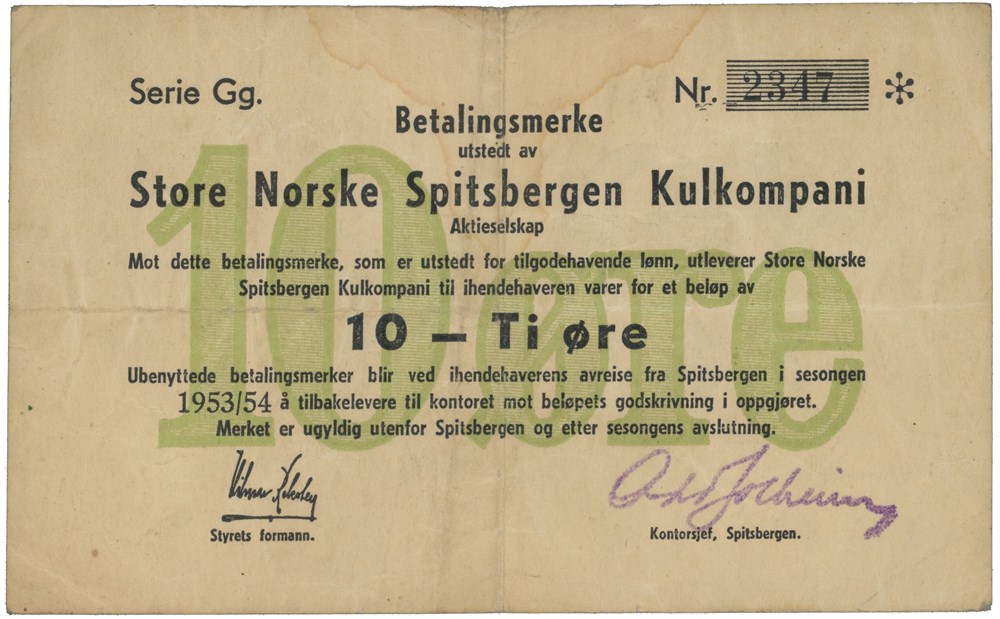 Serie Gg.
Nr. 2347 *
Betalingsmerke
utstedt av
Store Norske Spitsbergen Kulkompani
Aktieselskap
Mot dette betalingsmerke, som er utstedt for tilgodehavende lønn, utleverer Store Norske
Spitsbergen Kulkompani til ihendehaveren varer for et beløp av
10 — Ti øre
Ubenyttede betalingsmerker blir ved ihendehaverens avreise fra Spitsbergen i sesongen
1953/54 å tilbakelevere til kontoret mot beløpets godskrivning i oppgjøret.
Merket er ugyldig utenfor Spitsbergen og etter sesongens avslutning.
10 øre
Styrets formann.
Kontorsjef, Spitsbergen.